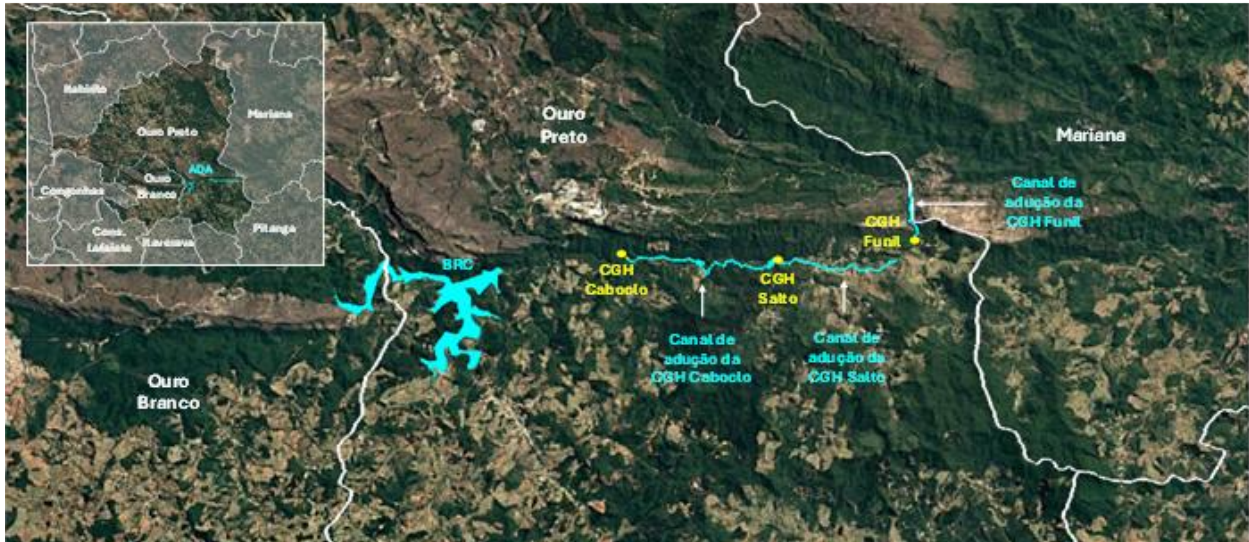 Itabirito
Mariana
Ouro Preto
ADA
Ouro
Branco
Congonhas
Cons.
Lafaiete
Itaverava
Piranga
Ouro
Preto
Mariana
Canal de
adução da
CGH Funil
CGH
Funil
BRC
CGH
Caboclo
CGH
Salto
Canal de
adução da
CGH Caboclo
Canal de
adução da
CGH Salto
Ouro
Branco